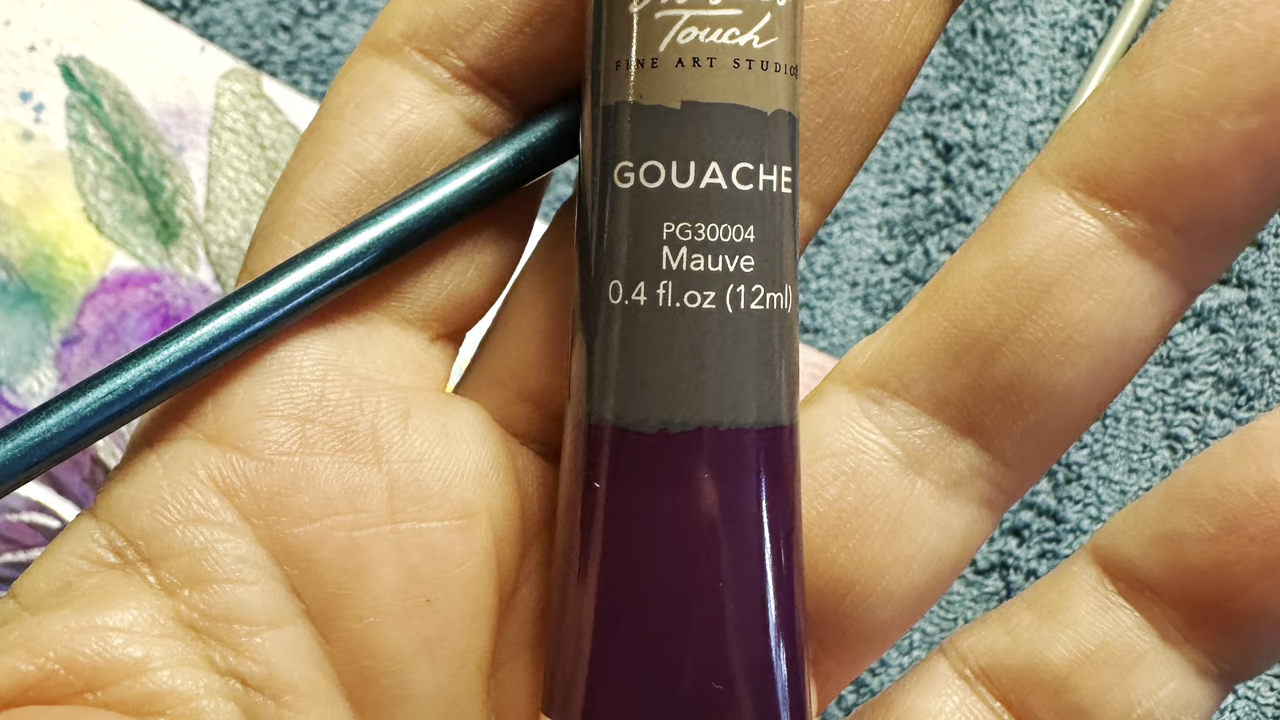 Touch
FINE ART STUDIO
GOUACHE
PG30004
Mauve
0.4 fl.oz (12ml)